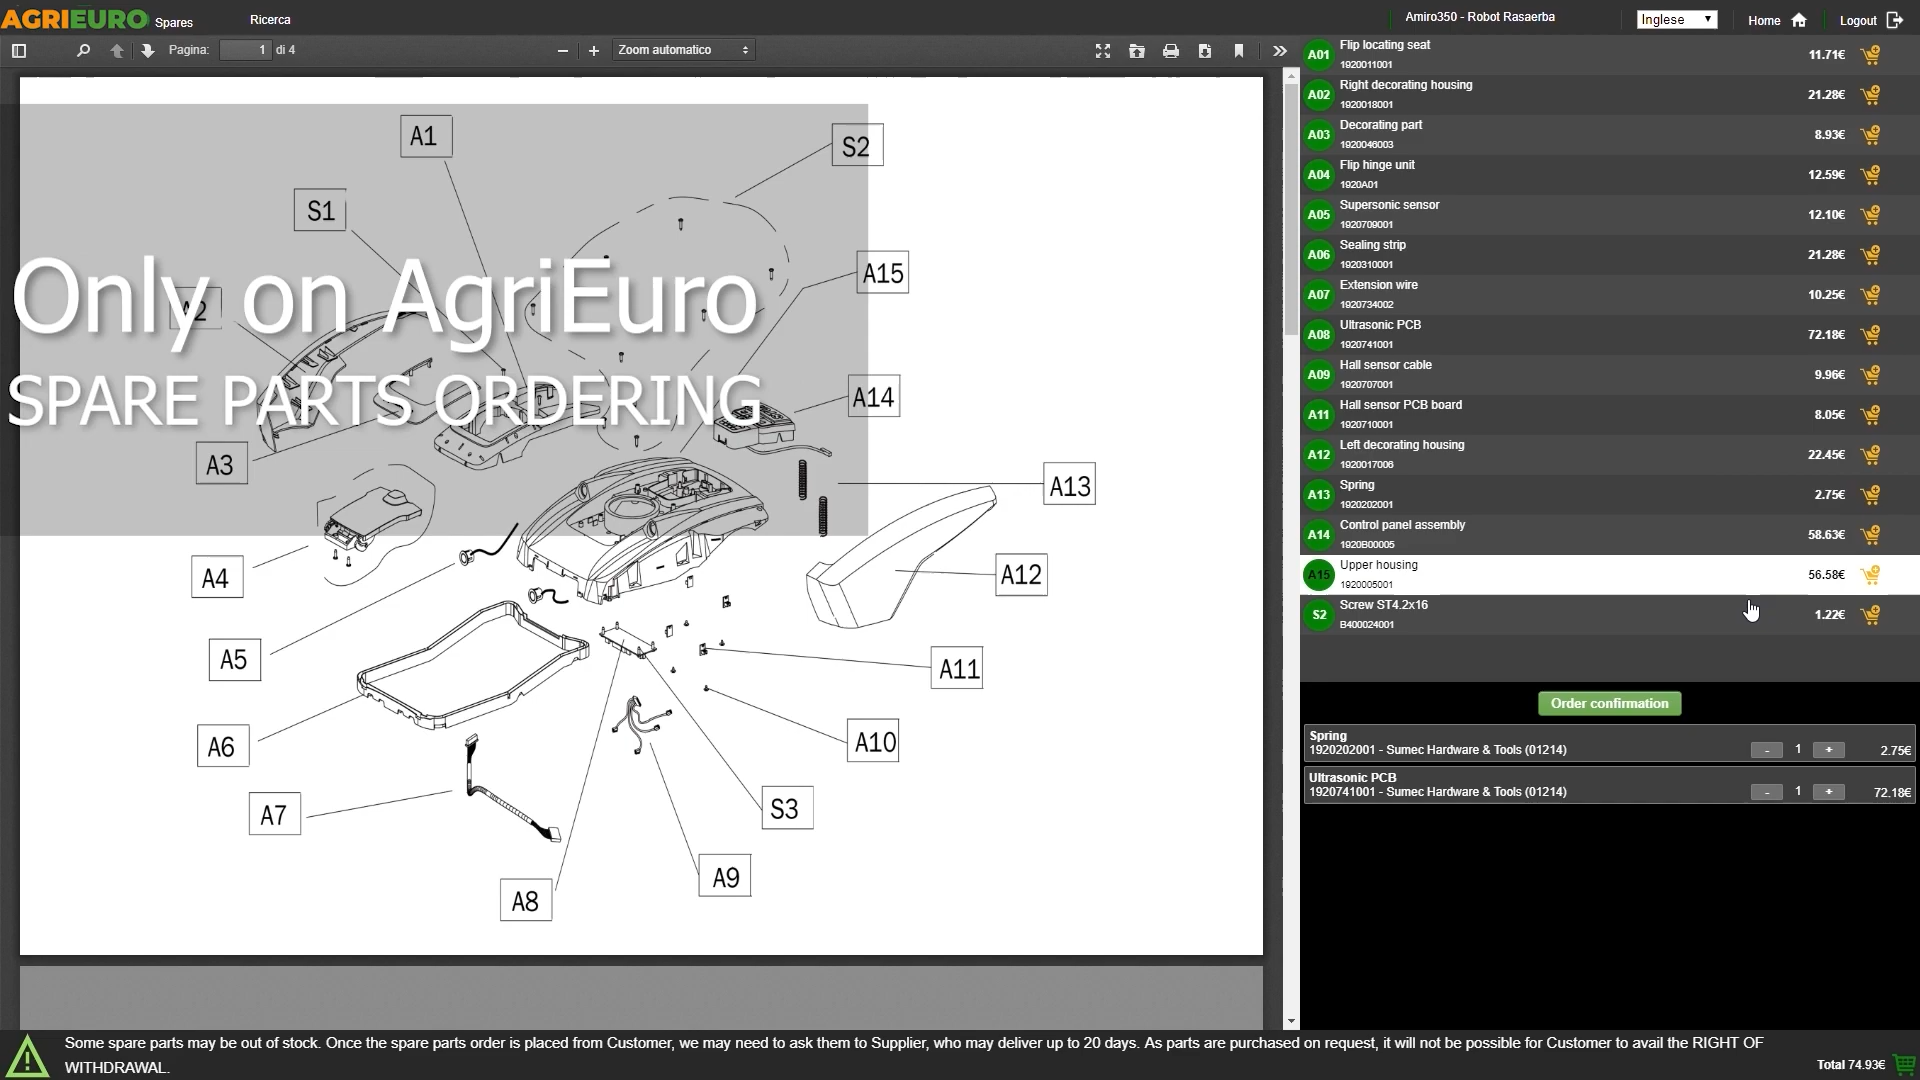 AGRIEURO Spares
Ricerca
Amiro350 - Robot Rasaerba
Inglese
Home
Logout
Pagina: 1 di 4
Zoom automatico
A1
S2
S1
A15
A2
Only on AgriEuro
SPARE PARTS ORDERING
A14
A3
A13
A4
A12
A5
A11
A6
A10
A7
S3
A9
A8
A01 Flip locating seat 11.71€
1920011001
A02 Right decorating housing 21.28€
1920018001
A03 Decorating part 8.93€
1920046003
A04 Flip hinge unit 12.59€
1920A01
A05 Supersonic sensor 12.10€
1920709001
A06 Sealing strip 21.28€
1920310001
A07 Extension wire 10.25€
1920734002
A08 Ultrasonic PCB 72.18€
1920741001
A09 Hall sensor cable 9.96€
1920707001
A11 Hall sensor PCB board 8.05€
1920710001
A12 Left decorating housing 22.45€
1920017006
A13 Spring 2.75€
1920202001
A14 Control panel assembly 58.63€
1920B00005
A15 Upper housing 56.58€
1920005001
S2 Screw ST4.2x16 1.22€
B400024001
Order confirmation
Spring
1920202001 - Sumec Hardware & Tools (01214) - 1 + 2.75€
Ultrasonic PCB
1920741001 - Sumec Hardware & Tools (01214) - 1 + 72.18€
Some spare parts may be out of stock. Once the spare parts order is placed from Customer, we may need to ask them to Supplier, who may deliver up to 20 days. As parts are purchased on request, it will not be possible for Customer to avail the RIGHT OF
WITHDRAWAL.
Total 74.93€